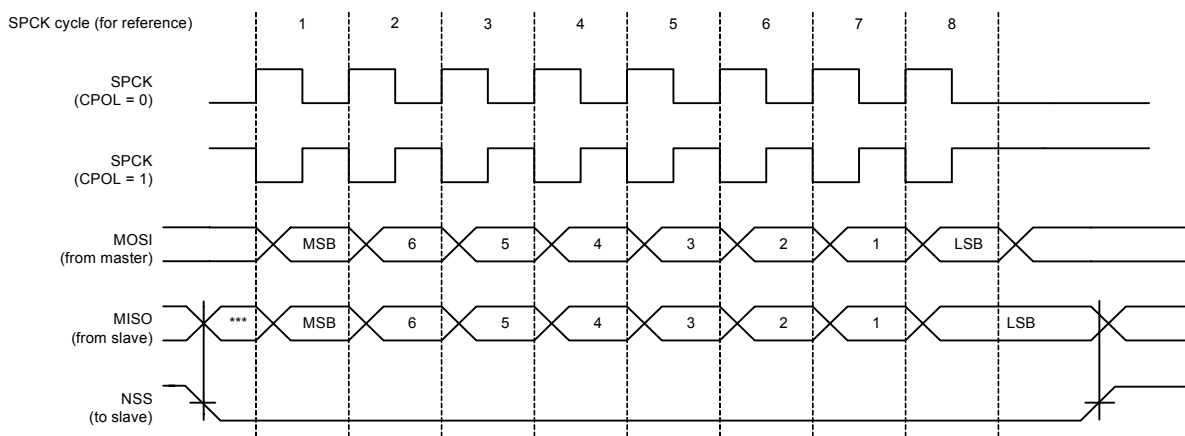 SPCK cycle (for reference) 1 2 3 4 5 6 7 8
SPCK
(CPOL = 0)
SPCK
(CPOL = 1)
MOSI
(from master)
MSB 6 5 4 3 2 1 LSB
MISO
(from slave)
*** MSB 6 5 4 3 2 1 LSB
NSS
(to slave)